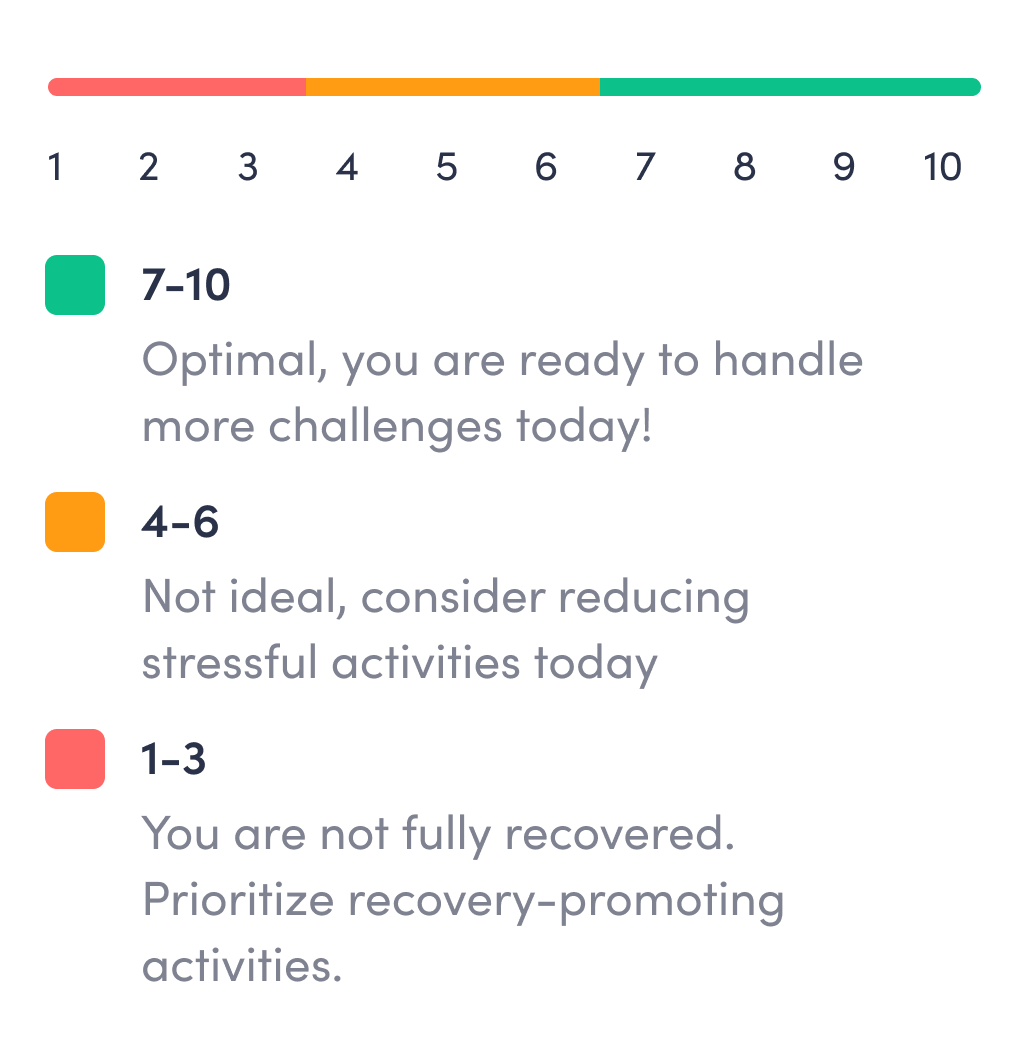 1 2 3 4 5 6 7 8 9 10
7-10
Optimal, you are ready to handle
more challenges today!
4-6
Not ideal, consider reducing
stressful activities today
1-3
You are not fully recovered.
Prioritize recovery-promoting
activities.